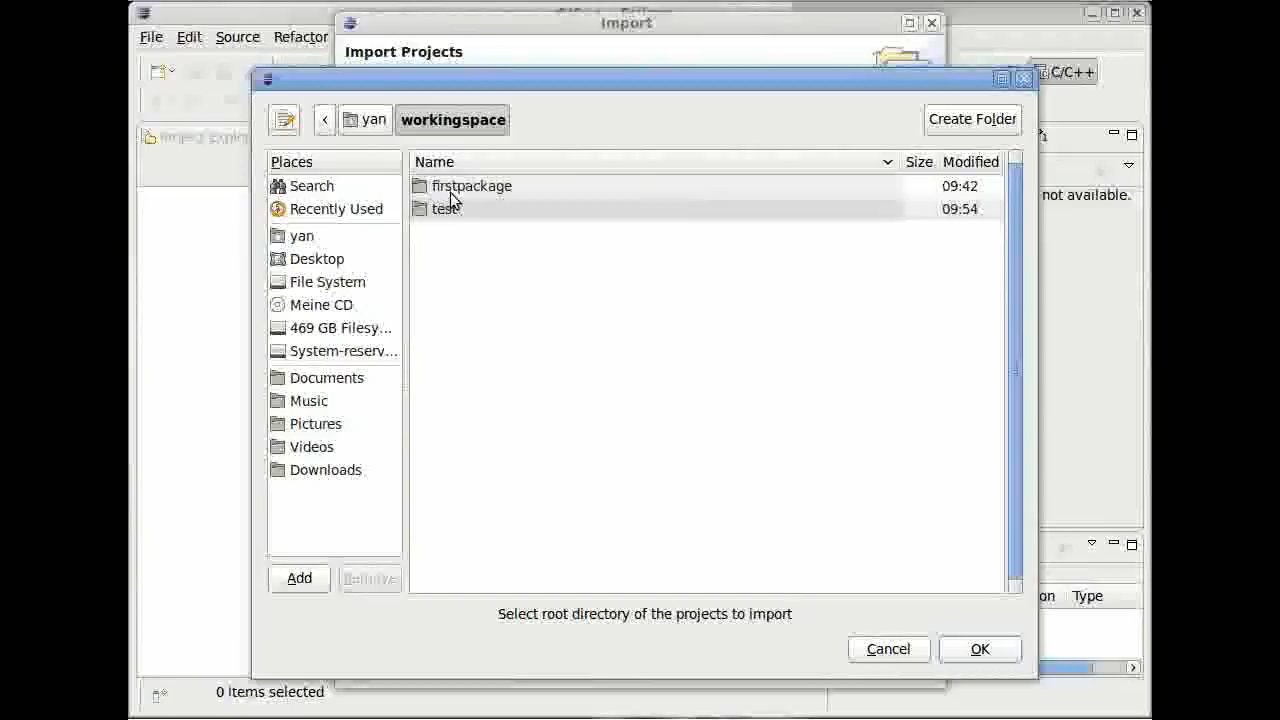 Import
File Edit Source Refactor
Import Projects
C/C++
yan workingspace
Create Folder
Places
Name Size Modified
Search
firstpackage 09:42
not available.
Recently Used
test 09:54
yan
Desktop
File System
Meine CD
469 GB Filesy...
System-reserv...
Documents
Music
Pictures
Videos
Downloads
Add Remove
on Type
Select root directory of the projects to import
Cancel OK
0 items selected